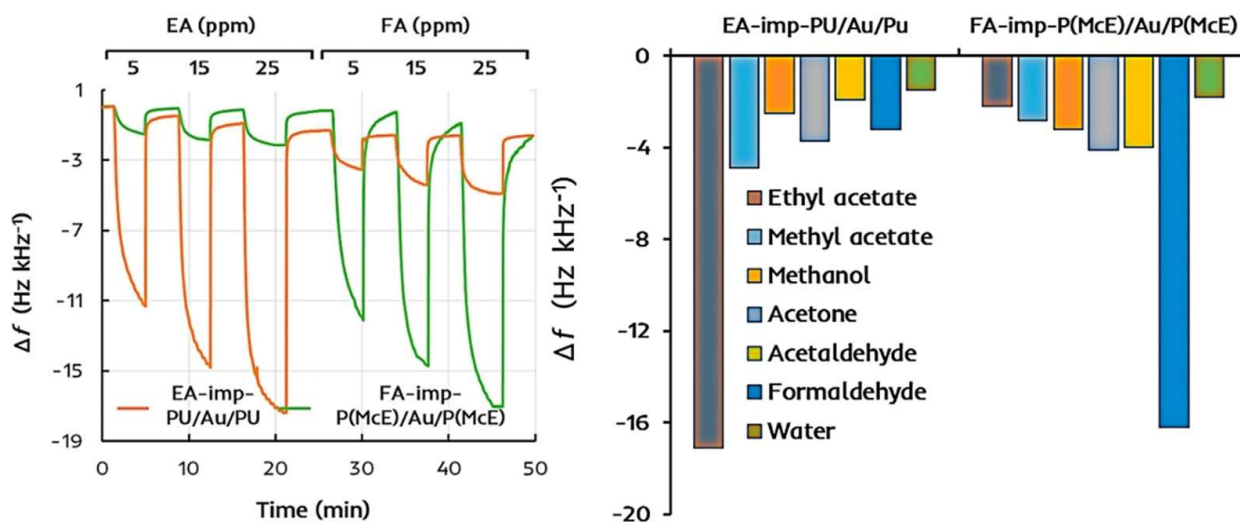 EA (ppm) FA (ppm)
5 15 25 5 15 25
1
-3
-7
-11
-15
-19
Δf (Hz kHz⁻¹)
EA-imp-
PU/Au/PU
FA-imp-
P(McE)/Au/P(McE)
0 10 20 30 40 50
Time (min)
EA-imp-PU/Au/Pu FA-imp-P(McE)/Au/P(McE)
-0
-4
-8
-12
-16
-20
Δf (Hz kHz⁻¹)
Ethyl acetate
Methyl acetate
Methanol
Acetone
Acetaldehyde
Formaldehyde
Water